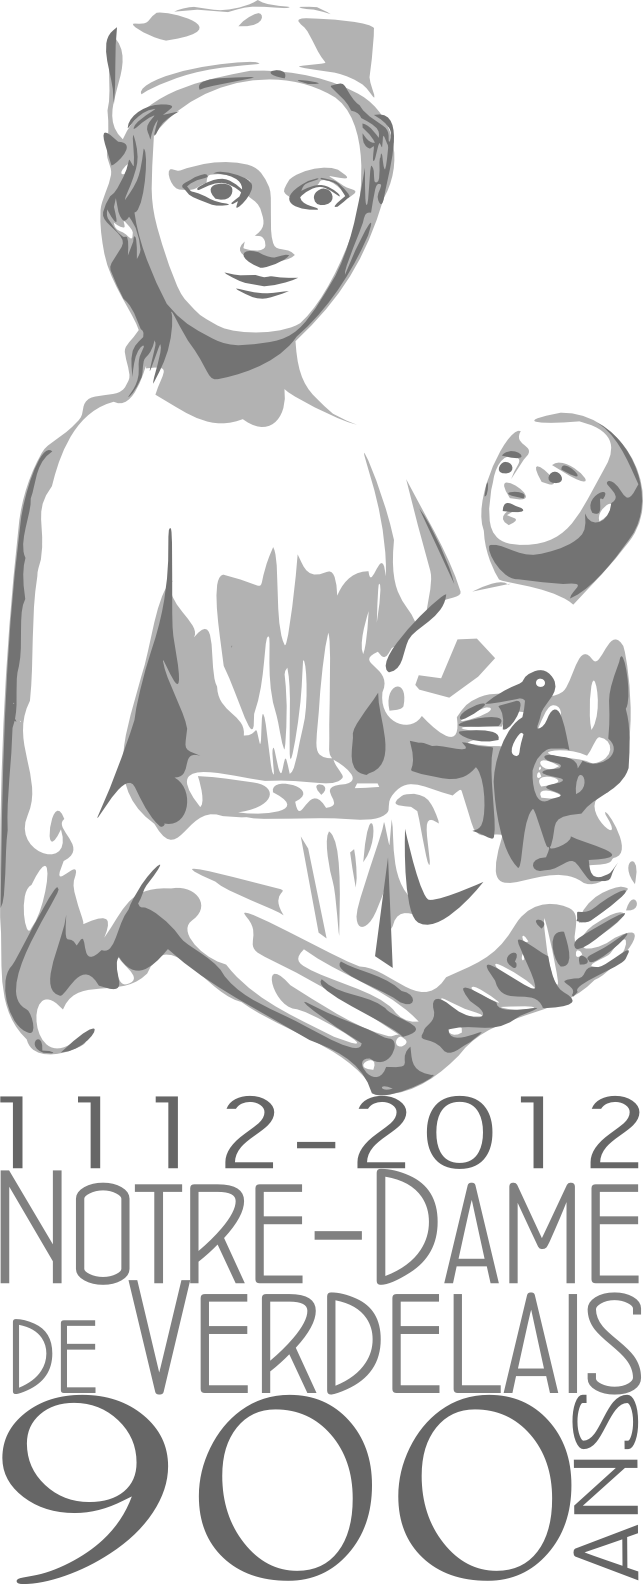 1112-2012
NOTRE-DAME
DE VERDELAIS
900 ANS